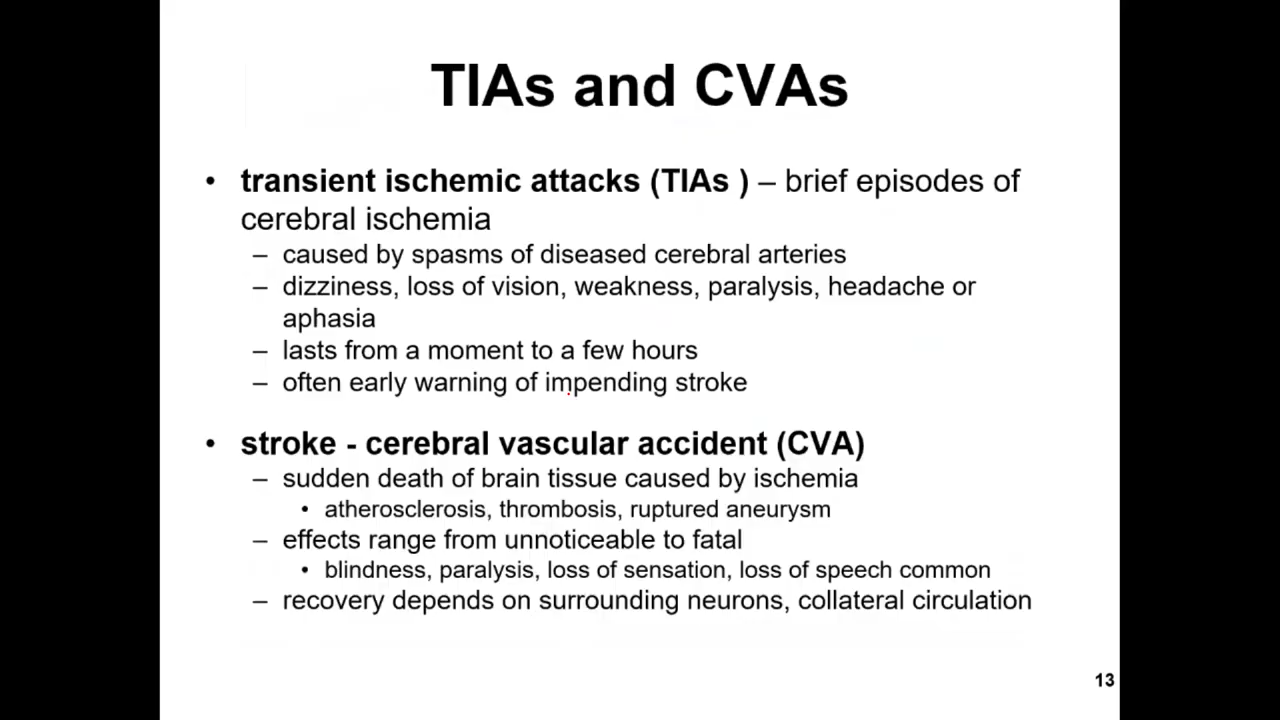 TIAs and CVAs
• transient ischemic attacks (TIAs ) – brief episodes of
cerebral ischemia
– caused by spasms of diseased cerebral arteries
– dizziness, loss of vision, weakness, paralysis, headache or
aphasia
– lasts from a moment to a few hours
– often early warning of impending stroke
• stroke - cerebral vascular accident (CVA)
– sudden death of brain tissue caused by ischemia
• atherosclerosis, thrombosis, ruptured aneurysm
– effects range from unnoticeable to fatal
• blindness, paralysis, loss of sensation, loss of speech common
– recovery depends on surrounding neurons, collateral circulation
13